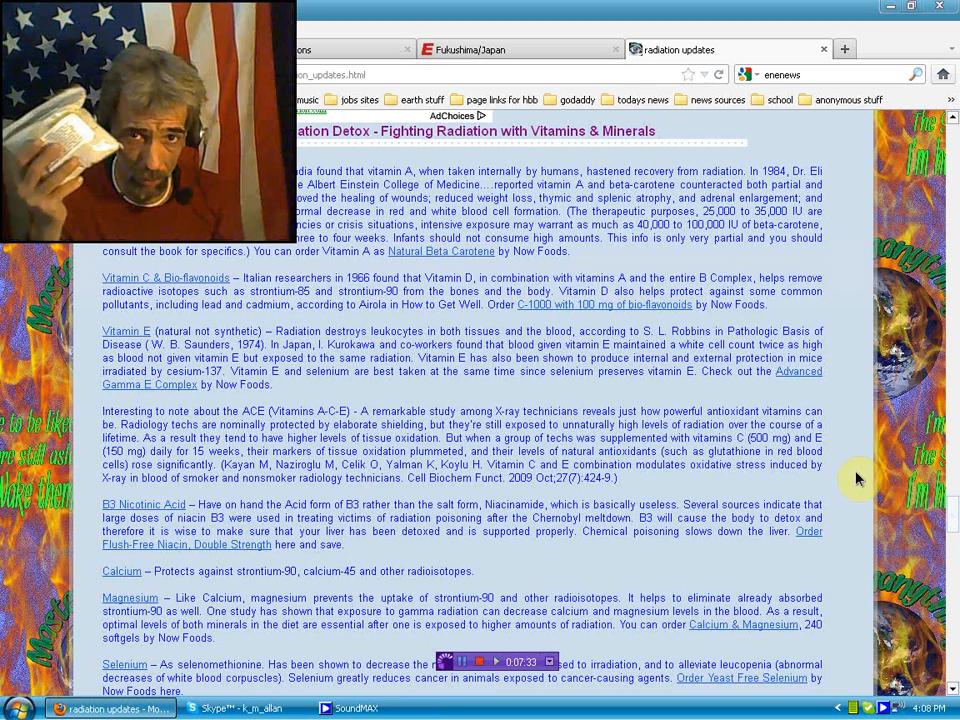 ons
Fukushima/Japan
radiation updates
on_updates.html
enenews
music
jobs sites
earth stuff
page links for hbb
godaddy
todays news
news sources
school
anonymous stuff
AdChoices
ation Detox - Fighting Radiation with Vitamins & Minerals
dia found that vitamin A, when taken internally by humans, hastened recovery from radiation. In 1984, Dr. Eli
e Albert Einstein College of Medicine....reported vitamin A and beta-carotene counteracted both partial and
oved the healing of wounds; reduced weight loss, thymic and splenic atrophy, and adrenal enlargement; and
rmal decrease in red and white blood cell formation. (The therapeutic purposes, 25,000 to 35,000 IU are
ncies or crisis situations, intensive exposure may warrant as much as 40,000 to 100,000 IU of beta-carotene,
hree to four weeks. Infants should not consume high amounts. This info is only very partial and you should
consult the book for specifics.) You can order Vitamin A as Natural Beta Carotene by Now Foods.
Vitamin C & Bio-flavonoids – Italian researchers in 1966 found that Vitamin D, in combination with vitamins A and the entire B Complex, helps remove
radioactive isotopes such as strontium-85 and strontium-90 from the bones and the body. Vitamin D also helps protect against some common
pollutants, including lead and cadmium, according to Airola in How to Get Well. Order C-1000 with 100 mg of bio-flavonoids by Now Foods.
Vitamin E (natural not synthetic) – Radiation destroys leukocytes in both tissues and the blood, according to S. L. Robbins in Pathologic Basis of
Disease ( W. B. Saunders, 1974). In Japan, I. Kurokawa and co-workers found that blood given vitamin E maintained a white cell count twice as high
as blood not given vitamin E but exposed to the same radiation. Vitamin E has also been shown to produce internal and external protection in mice
irradiated by cesium-137. Vitamin E and selenium are best taken at the same time since selenium preserves vitamin E. Check out the Advanced
Gamma E Complex by Now Foods.
Interesting to note about the ACE (Vitamins A-C-E) - A remarkable study among X-ray technicians reveals just how powerful antioxidant vitamins can
be. Radiology techs are nominally protected by elaborate shielding, but they're still exposed to unnaturally high levels of radiation over the course of a
lifetime. As a result they tend to have higher levels of tissue oxidation. But when a group of techs was supplemented with vitamins C (500 mg) and E
(150 mg) daily for 15 weeks, their markers of tissue oxidation plummeted, and their levels of natural antioxidants (such as glutathione in red blood
cells) rose significantly. (Kayan M, Naziroglu M, Celik O, Yalman K, Koylu H. Vitamin C and E combination modulates oxidative stress induced by
X-ray in blood of smoker and nonsmoker radiology technicians. Cell Biochem Funct. 2009 Oct;27(7):424-9.)
B3 Nicotinic Acid – Have on hand the Acid form of B3 rather than the salt form, Niacinamide, which is basically useless. Several sources indicate that
large doses of niacin B3 were used in treating victims of radiation poisoning after the Chernobyl meltdown. B3 will cause the body to detox and
therefore it is wise to make sure that your liver has been detoxed and is supported properly. Chemical poisoning slows down the liver. Order
Flush-Free Niacin, Double Strength here and save.
Calcium – Protects against strontium-90, calcium-45 and other radioisotopes.
Magnesium – Like Calcium, magnesium prevents the uptake of strontium-90 and other radioisotopes. It helps to eliminate already absorbed
strontium-90 as well. One study has shown that exposure to gamma radiation can decrease calcium and magnesium levels in the blood. As a result,
optimal levels of both minerals in the diet are essential after one is exposed to higher amounts of radiation. You can order Calcium & Magnesium, 240
softgels by Now Foods.
Selenium – As selenomethionine. Has been shown to decrease the sed to irradiation, and to alleviate leucopenia (abnormal
decreases of white blood corpuscles). Selenium greatly reduces cancer in animals exposed to cancer-causing agents. Order Yeast Free Selenium by
Now Foods here.
0:07:33
radiation updates - Mo...
Skype™ - k_m_allan
SoundMAX
4:08 PM